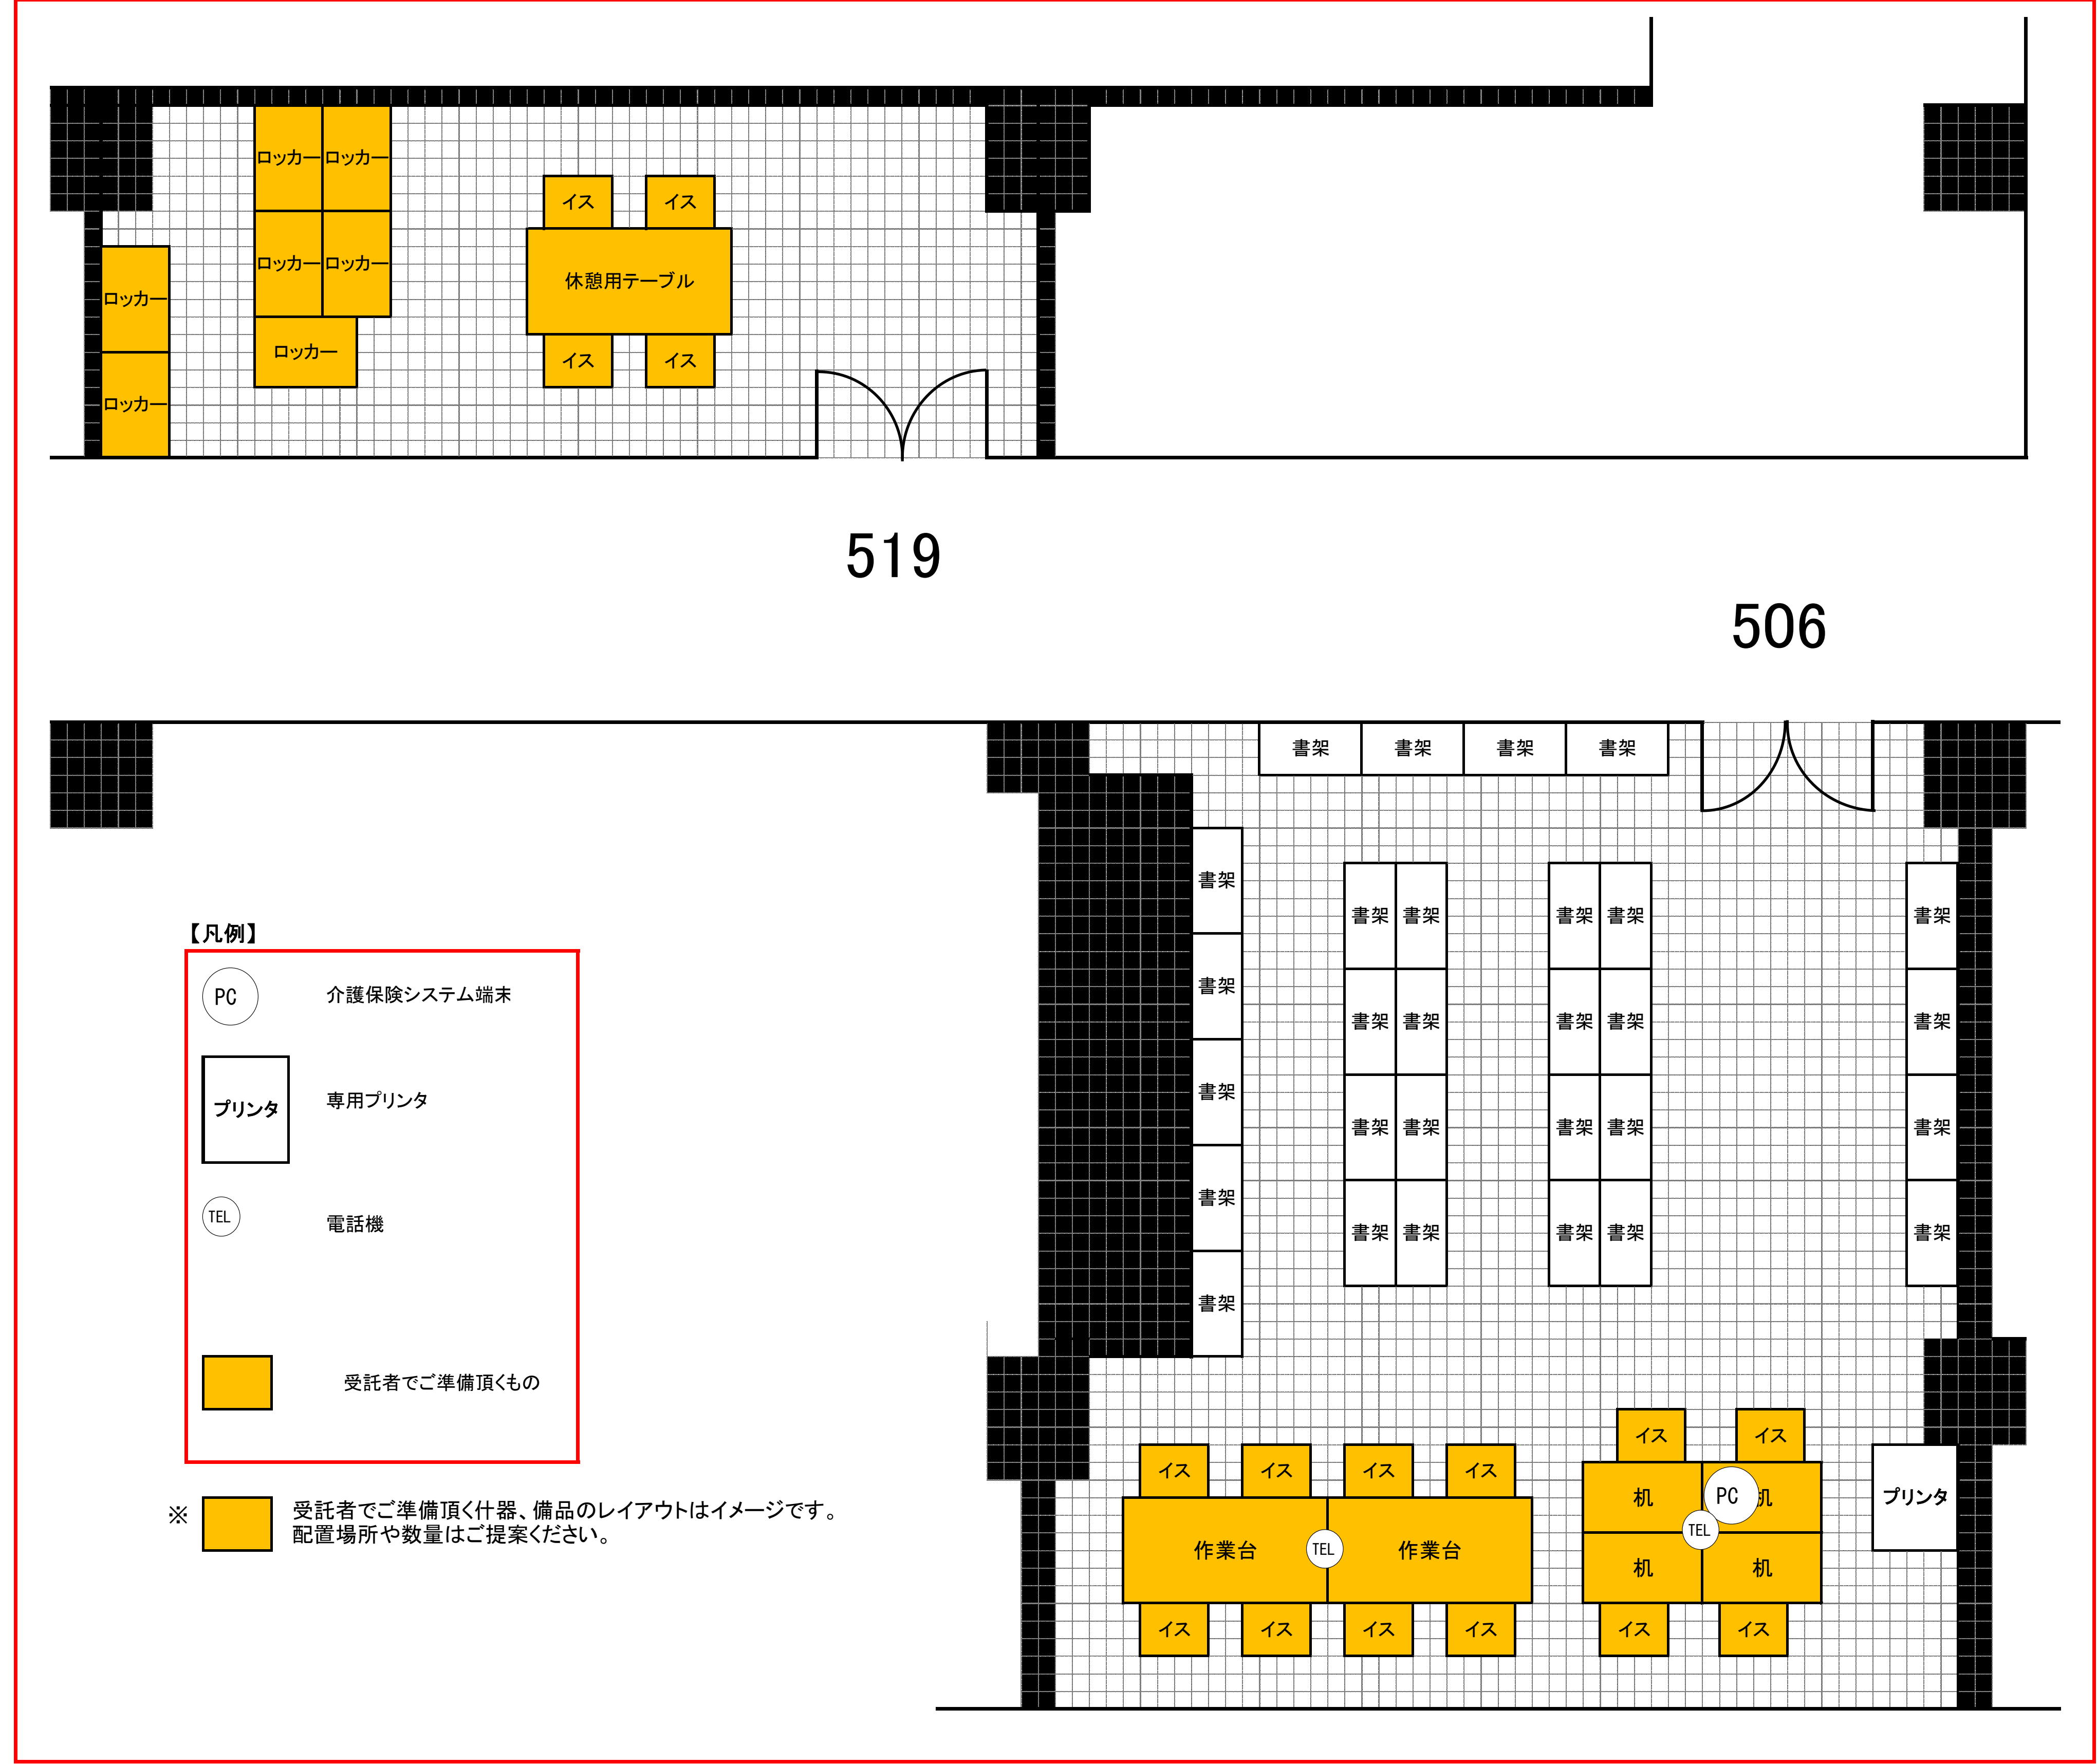 ロッカー ロッカー
イス イス
ロッカー ロッカー
休憩用テーブル
ロッカー
ロッカー
イス イス
ロッカー
519
506
書架 書架 書架 書架
書架
書架 書架 書架 書架 書架
【凡例】
PC 介護保険システム端末
書架
書架 書架 書架 書架 書架
プリンタ 専用プリンタ
書架
書架 書架 書架 書架 書架
書架
TEL 電話機
書架 書架 書架 書架 書架
書架
受託者でご準備頂くもの
イス イス
イス イス イス イス
机 PC 机
プリンタ
※ 受託者でご準備頂く什器、備品のレイアウトはイメージです。
配置場所や数量はご提案ください。
TEL
作業台 TEL 作業台
机 机
イス イス イス イス イス イス